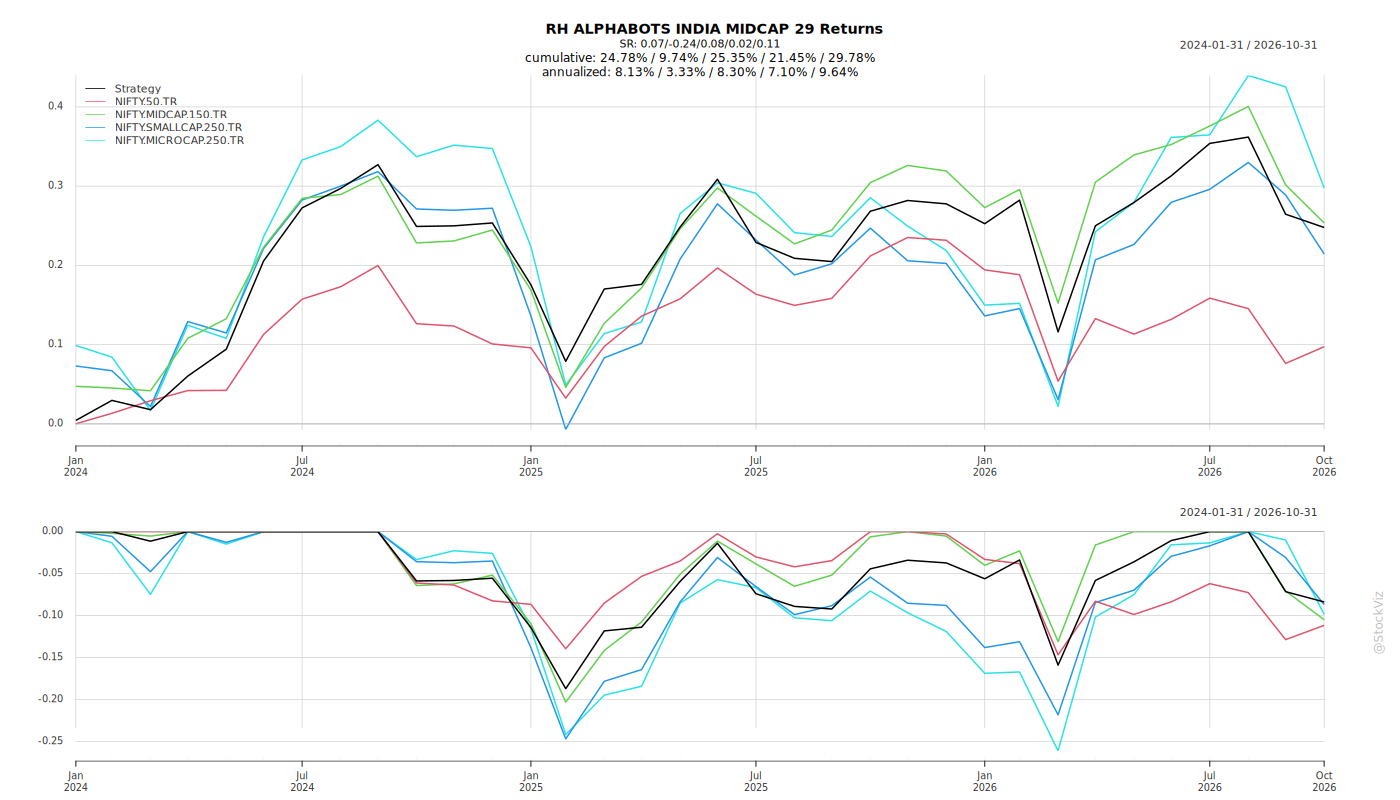 RH ALPHABOTS INDIA MIDCAP 29 Returns
SR: 0.07/-0.24/0.08/0.02/0.11
cumulative: 24.78% / 9.74% / 25.35% / 21.45% / 29.78%
annualized: 8.13% / 3.33% / 8.30% / 7.10% / 9.64%
2024-01-31 / 2026-10-31
Strategy
NIFTY.50.TR
NIFTY.MIDCAP.150.TR
NIFTY.SMALLCAP.250.TR
NIFTY.MICROCAP.250.TR
0.4
0.3
0.2
0.1
0.0
Jan Jul Jan Jul Jan Jul Oct
2024 2024 2025 2025 2026 2026 2026
2024-01-31 / 2026-10-31
0.00
-0.05
-0.10
-0.15
-0.20
-0.25
Jan Jul Jan Jul Jan Jul Oct
2024 2024 2025 2025 2026 2026 2026
@StockViz